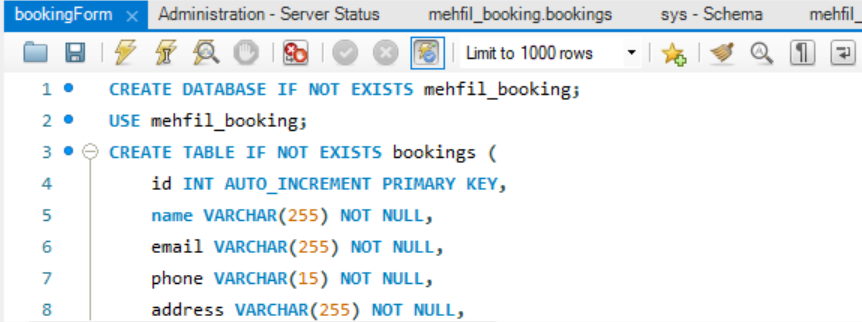 bookingForm × Administration - Server Status mehfil_booking.bookings sys - Schema mehfil_
Limit to 1000 rows
1 CREATE DATABASE IF NOT EXISTS mehfil_booking;
2 USE mehfil_booking;
3 CREATE TABLE IF NOT EXISTS bookings (
4 id INT AUTO_INCREMENT PRIMARY KEY,
5 name VARCHAR(255) NOT NULL,
6 email VARCHAR(255) NOT NULL,
7 phone VARCHAR(15) NOT NULL,
8 address VARCHAR(255) NOT NULL,